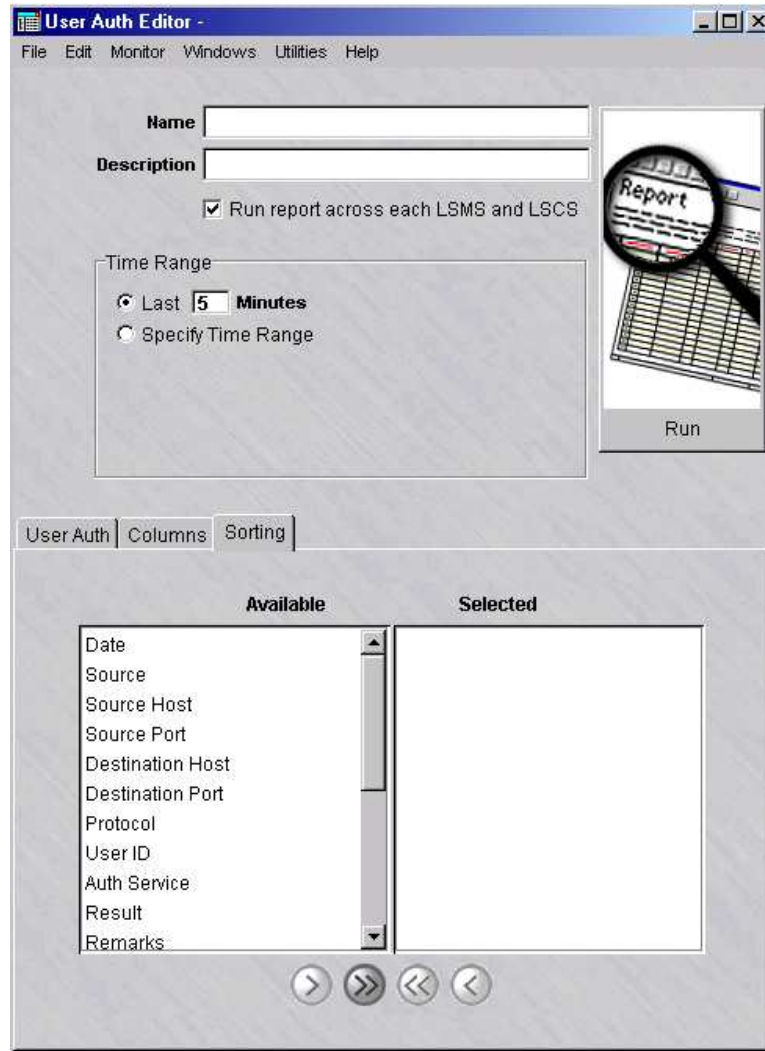 User Auth Editor -
File Edit Monitor Windows Utilities Help
Name
Description
Run report across each LSMS and LSCS
Report
Time Range
Last 5 Minutes
Specify Time Range
Run
User Auth Columns Sorting
Available Selected
Date
Source
Source Host
Source Port
Destination Host
Destination Port
Protocol
User ID
Auth Service
Result
Remarks